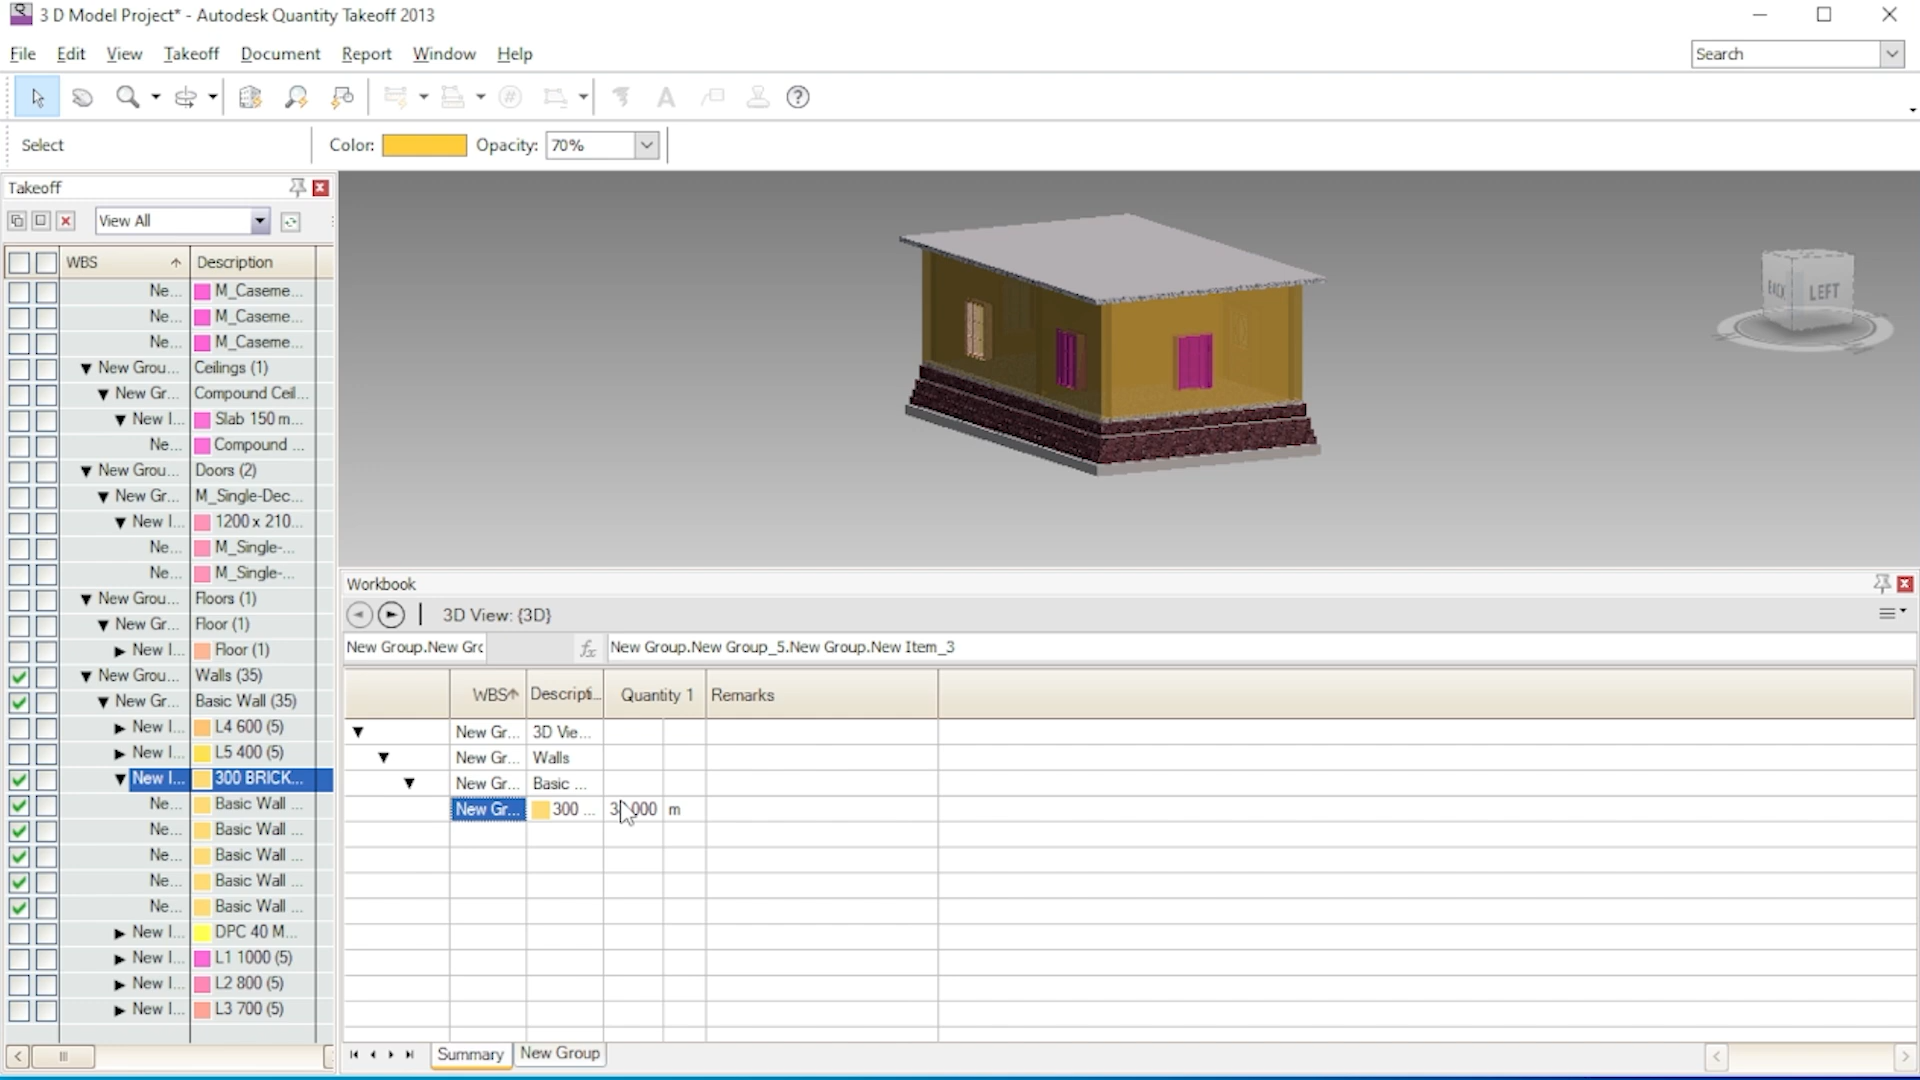 3 D Model Project* - Autodesk Quantity Takeoff 2013
File Edit View Takeoff Document Report Window Help
Search
Select
Color:
Opacity: 70%
Takeoff
View All
WBS Description
Ne... M_Caseme...
Ne... M_Caseme...
Ne... M_Caseme...
New Grou... Ceilings (1)
New Gr... Compound Ceil...
New I... Slab 150 m...
Ne... Compound ...
New Grou... Doors (2)
New Gr... M_Single-Dec...
New I... 1200 x 210...
Ne... M_Single-...
Ne... M_Single-...
New Grou... Floors (1)
New Gr... Floor (1)
New I... Floor (1)
New Grou... Walls (35)
New Gr... Basic Wall (35)
New I... L4 600 (5)
New I... L5 400 (5)
New I... 300 BRICK...
Ne... Basic Wall ...
Ne... Basic Wall ...
Ne... Basic Wall ...
Ne... Basic Wall ...
Ne... Basic Wall ...
New I... DPC 40 M...
New I... L1 1000 (5)
New I... L2 800 (5)
New I... L3 700 (5)
BACK LEFT
Workbook
3D View: {3D}
New Group.New Grc fx New Group.New Group_5.New Group.New Item_3
WBS Descripti... Quantity 1 Remarks
New Gr... 3D Vie...
New Gr... Walls
New Gr... Basic ...
New Gr... 300 ... m
Summary New Group